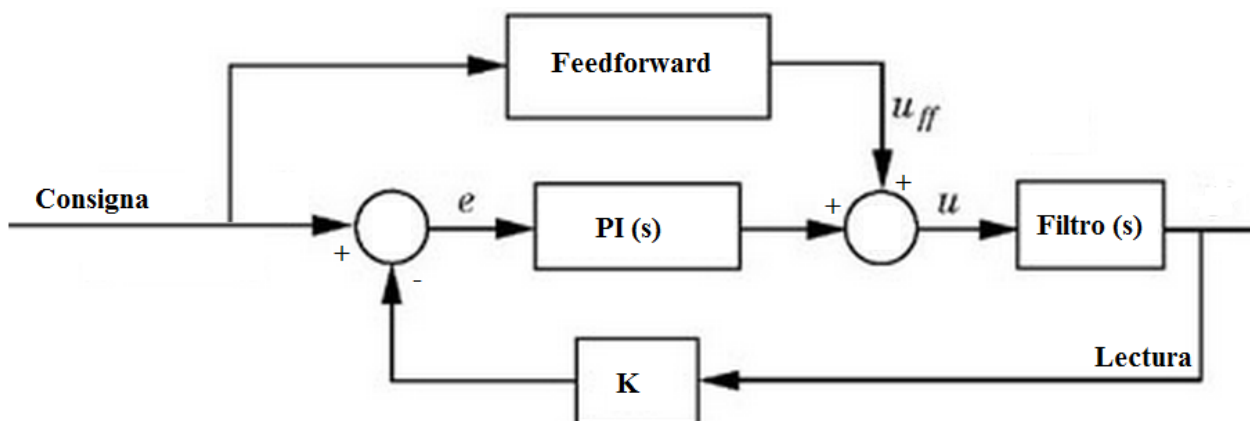 Feedforward
u_ff
Consigna
e
PI (s)
u
Filtro (s)
+
-
+
+
Lectura
K